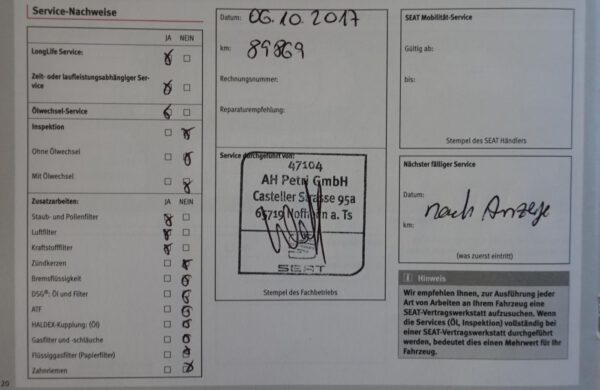 Service-Nachweise
JA NEIN
LongLife Service:
Zeit- oder laufleistungsabhängiger Ser-
vice
Ölwechsel-Service
Inspektion
Ohne Ölwechsel
Mit Ölwechsel
Zusatzarbeiten: JA NEIN
Staub- und Pollenfilter
Luftfilter
Kraftstofffilter
Zündkerzen
Bremsflüssigkeit
DSG®: Öl und Filter
ATF
HALDEX-Kupplung: (Öl)
Gasfilter und -schläuche
Flüssiggasfilter (Papierfilter)
Zahnriemen
20
Datum: 06.10.2017
km: 89869
Rechnungsnummer:
Reparaturempfehlung:
Service durchgeführt von:
47104
AH Petri GmbH
Casteller Strasse 95a
65719 Hofheim a. Ts
SEAT
Stempel des Fachbetriebs
SEAT Mobilität-Service
Gültig ab:
bis:
Stempel des SEAT Händlers
Nächster fälliger Service
Datum:
nach Anzeige
km:
(was zuerst eintritt)
i Hinweis
Wir empfehlen Ihnen, zur Ausführung jeder
Art von Arbeiten an Ihrem Fahrzeug eine
SEAT-Vertragswerkstatt aufzusuchen. Wenn
die Services (Öl, Inspektion) vollständig bei
einer SEAT-Vertragswerkstatt durchgeführt
werden, bedeutet dies einen Mehrwert für Ihr
Fahrzeug.